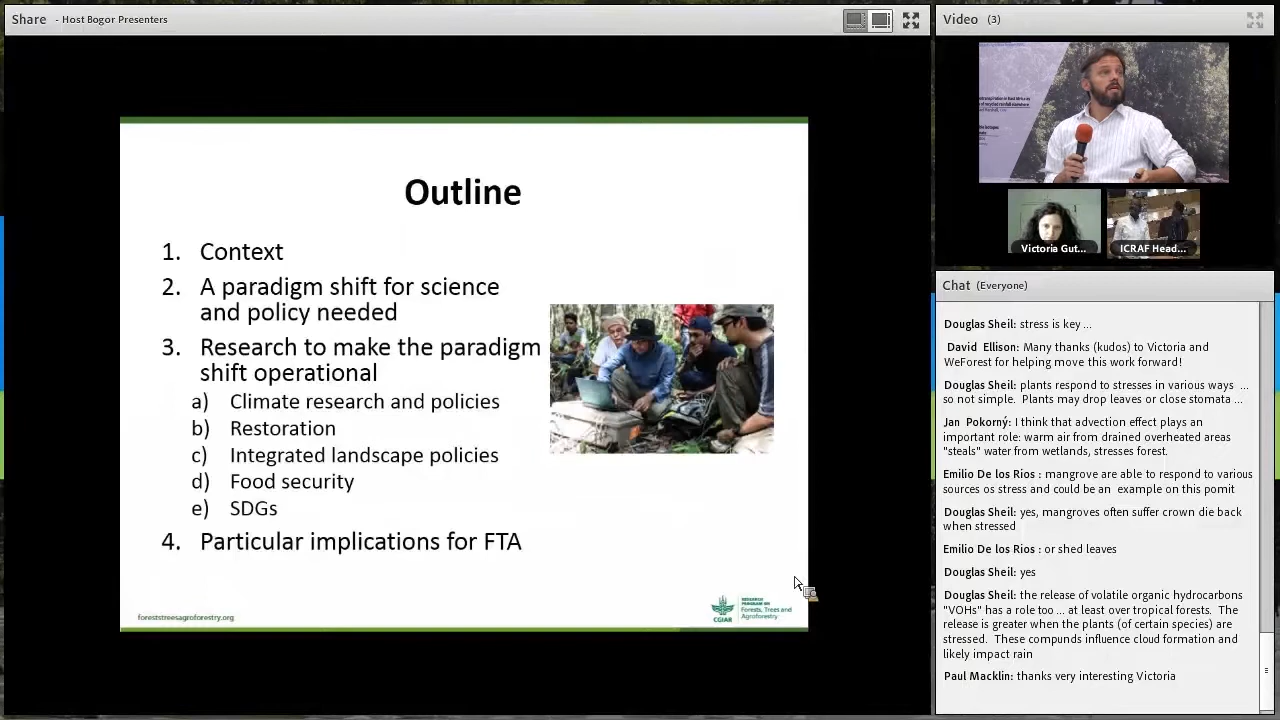 Share - Host Bogor Presenters
Outline
1. Context
2. A paradigm shift for science
and policy needed
3. Research to make the paradigm
shift operational
a) Climate research and policies
b) Restoration
c) Integrated landscape policies
d) Food security
e) SDGs
4. Particular implications for FTA
foreststreesagroforestry.org
CGIAR
RESEARCH
PROGRAM ON
Forests, Trees and
Agroforestry
Video (3)
Victoria Gut...
ICRAF Head...
Chat (Everyone)
Douglas Sheil: stress is key ...
David Ellison: Many thanks (kudos) to Victoria and
WeForest for helping move this work forward!
Douglas Sheil: plants respond to stresses in various ways ...
so not simple. Plants may drop leaves or close stomata ...
Jan Pokorný: I think that advection effect plays an
important role: warm air from drained overheated areas
"steals" water from wetlands, stresses forest.
Emilio De los Rios : mangrove are able to respond to various
sources os stress and could be an example on this pomit
Douglas Sheil: yes, mangroves often suffer crown die back
when stressed
Emilio De los Rios : or shed leaves
Douglas Sheil: yes
Douglas Sheil: the release of volatile organic hydrocarbons
"VOHs" has a role too ... at least over tropical forests. The
release is greater when the plants (of certain species) are
stressed. These compunds influence cloud formation and
likely impact rain
Paul Macklin: thanks very interesting Victoria